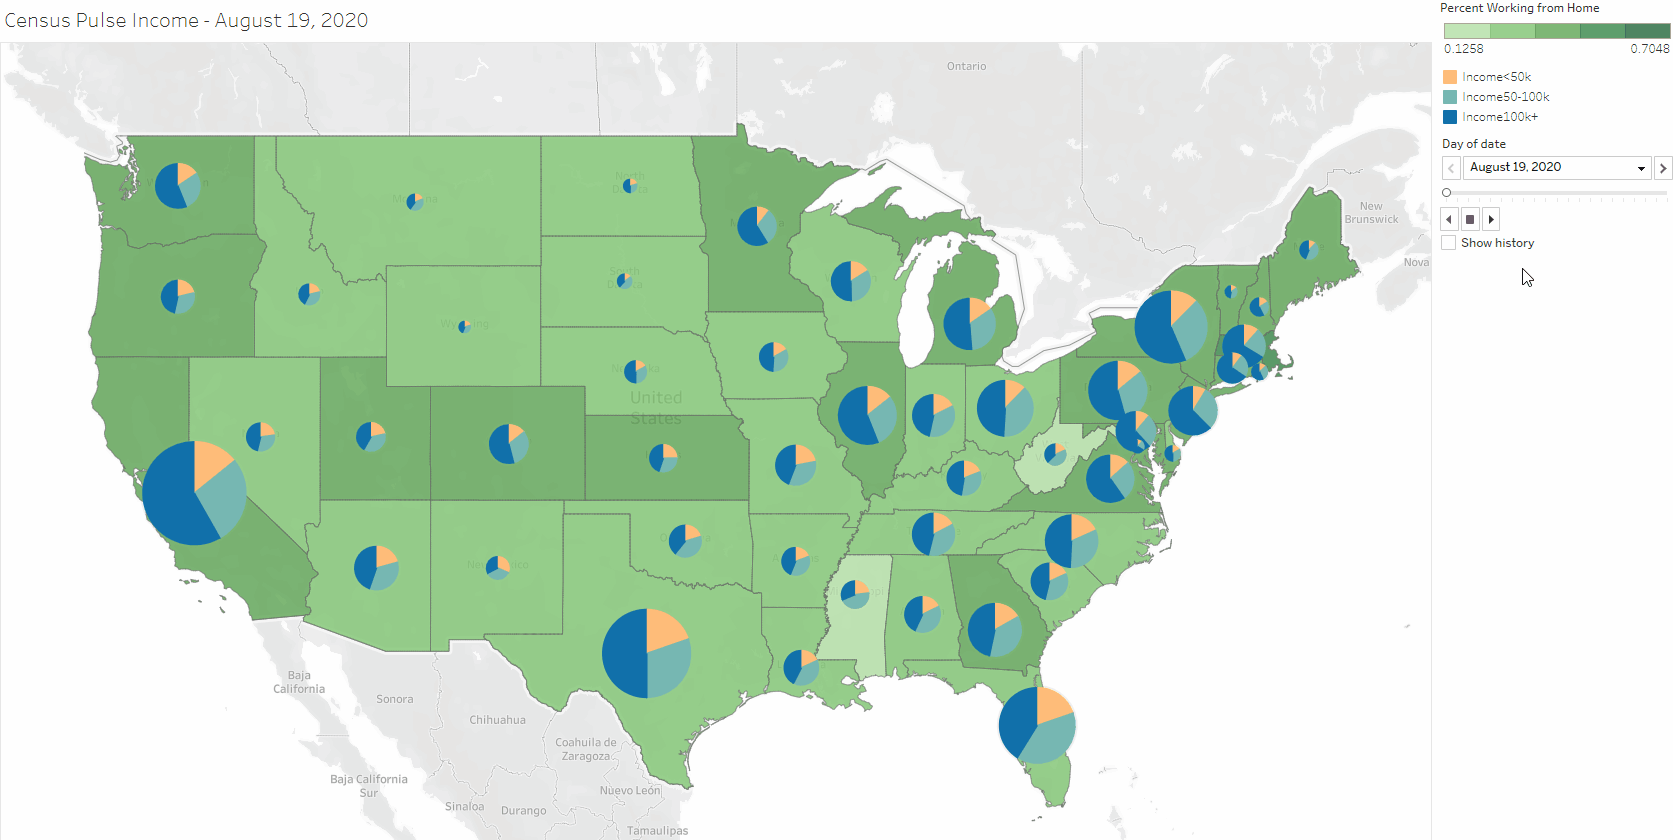 Census Pulse Income - August 19, 2020
Percent Working from Home
0.1258
0.7048
Income<50k
Income50-100k
Income100k+
Day of date
August 19, 2020
Show history
Ontario
New
Brunswick
Nova
North
South
United
States
Baja
California
Sonora
Chihuahua
Coahuila de
Zaragoza
Baja California
Sur
Nuevo León
Sinaloa
Durango
Tamaulipas